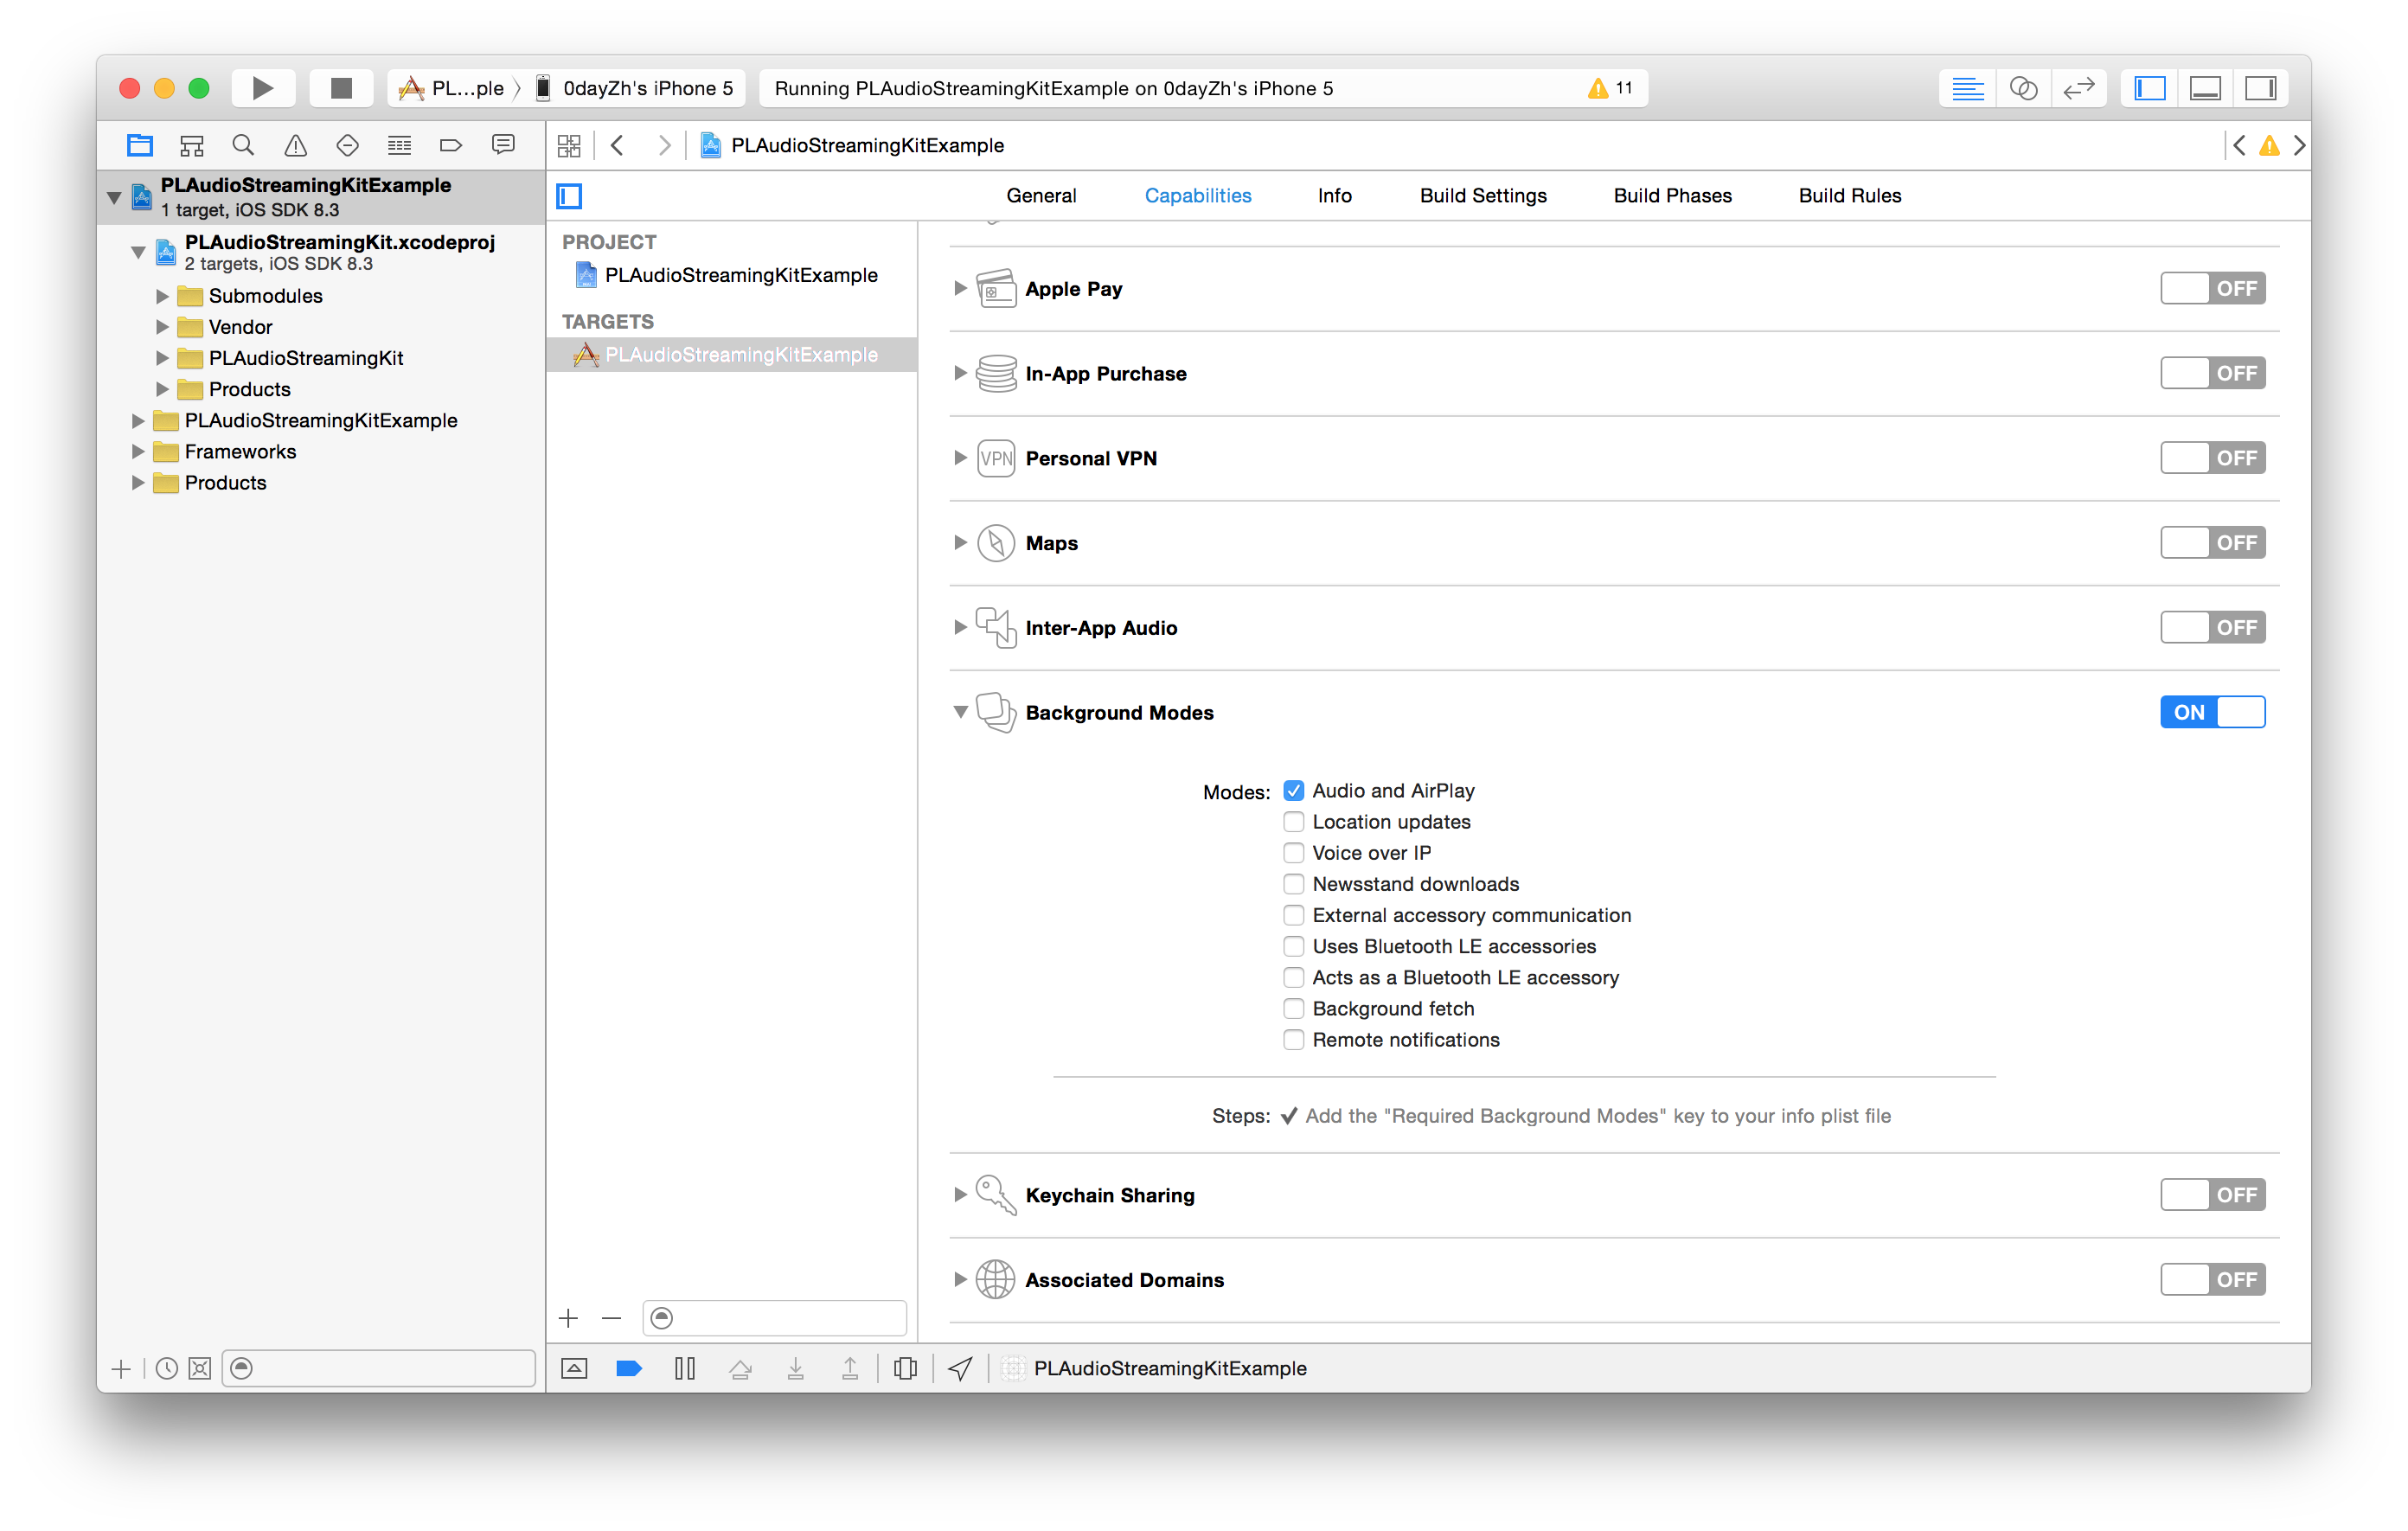 PL...ple
0dayZh's iPhone 5
Running PLAudioStreamingKitExample on 0dayZh's iPhone 5
11
PLAudioStreamingKitExample
1 target, iOS SDK 8.3
PLAudioStreamingKit.xcodeproj
2 targets, iOS SDK 8.3
Submodules
Vendor
PLAudioStreamingKit
Products
PLAudioStreamingKitExample
Frameworks
Products
PLAudioStreamingKitExample
General
Capabilities
Info
Build Settings
Build Phases
Build Rules
PROJECT
PLAudioStreamingKitExample
TARGETS
PLAudioStreamingKitExample
Apple Pay
OFF
In-App Purchase
OFF
VPN
Personal VPN
OFF
Maps
OFF
Inter-App Audio
OFF
Background Modes
ON
Modes:
Audio and AirPlay
Location updates
Voice over IP
Newsstand downloads
External accessory communication
Uses Bluetooth LE accessories
Acts as a Bluetooth LE accessory
Background fetch
Remote notifications
Steps:
Add the "Required Background Modes" key to your info plist file
Keychain Sharing
OFF
Associated Domains
OFF
PLAudioStreamingKitExample